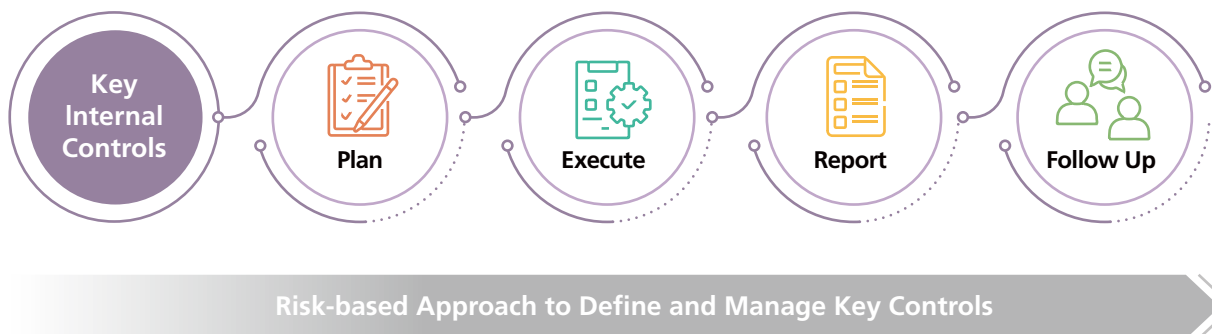 Key
Internal
Controls
Plan
Execute
Report
Follow Up
Risk-based Approach to Define and Manage Key Controls